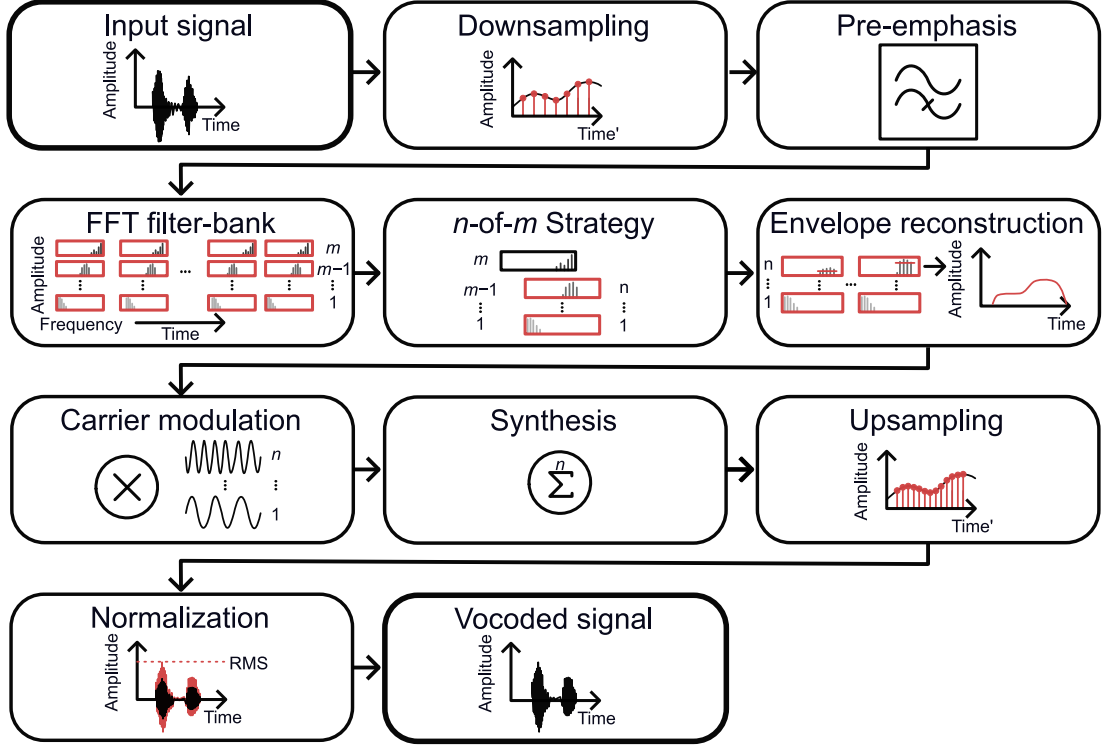 Input signal
Amplitude
Time
Downsampling
Amplitude
Time'
Pre-emphasis
FFT filter-bank
Amplitude
m
...
m−1
⋮ ⋮ ⋮ ⋮ ⋮
1
Frequency
Time
n-of-m Strategy
m
m−1 n
⋮ ⋮ ⋮
1 1
Envelope reconstruction
n
⋮ ⋮ ... ⋮ ...
1
Amplitude
Time
Carrier modulation
n
⋮ ⋮
1
Synthesis
n
Σ
Upsampling
Amplitude
Time'
Normalization
Amplitude
RMS
Time
Vocoded signal
Amplitude
Time